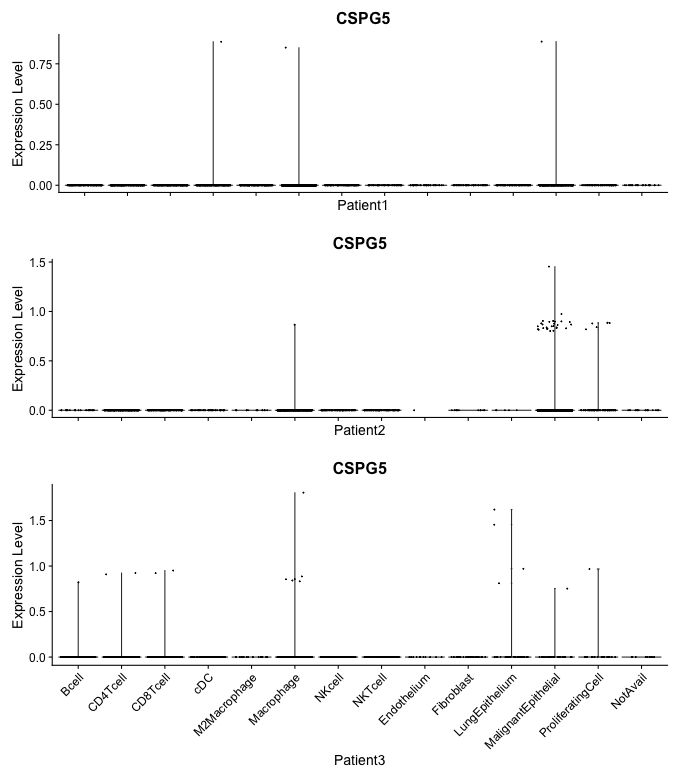 CSPG5
Expression Level
0.75
0.50
0.25
0.00
Patient1
CSPG5
Expression Level
1.5
1.0
0.5
0.0
Patient2
CSPG5
Expression Level
1.5
1.0
0.5
0.0
Bcell
CD4Tcell
CD8Tcell
cDC
M2Macrophage
Macrophage
NKcell
NKTcell
Endothelium
Fibroblast
LungEpithelium
MalignantEpithelial
ProliferatingCell
NotAvail
Patient3